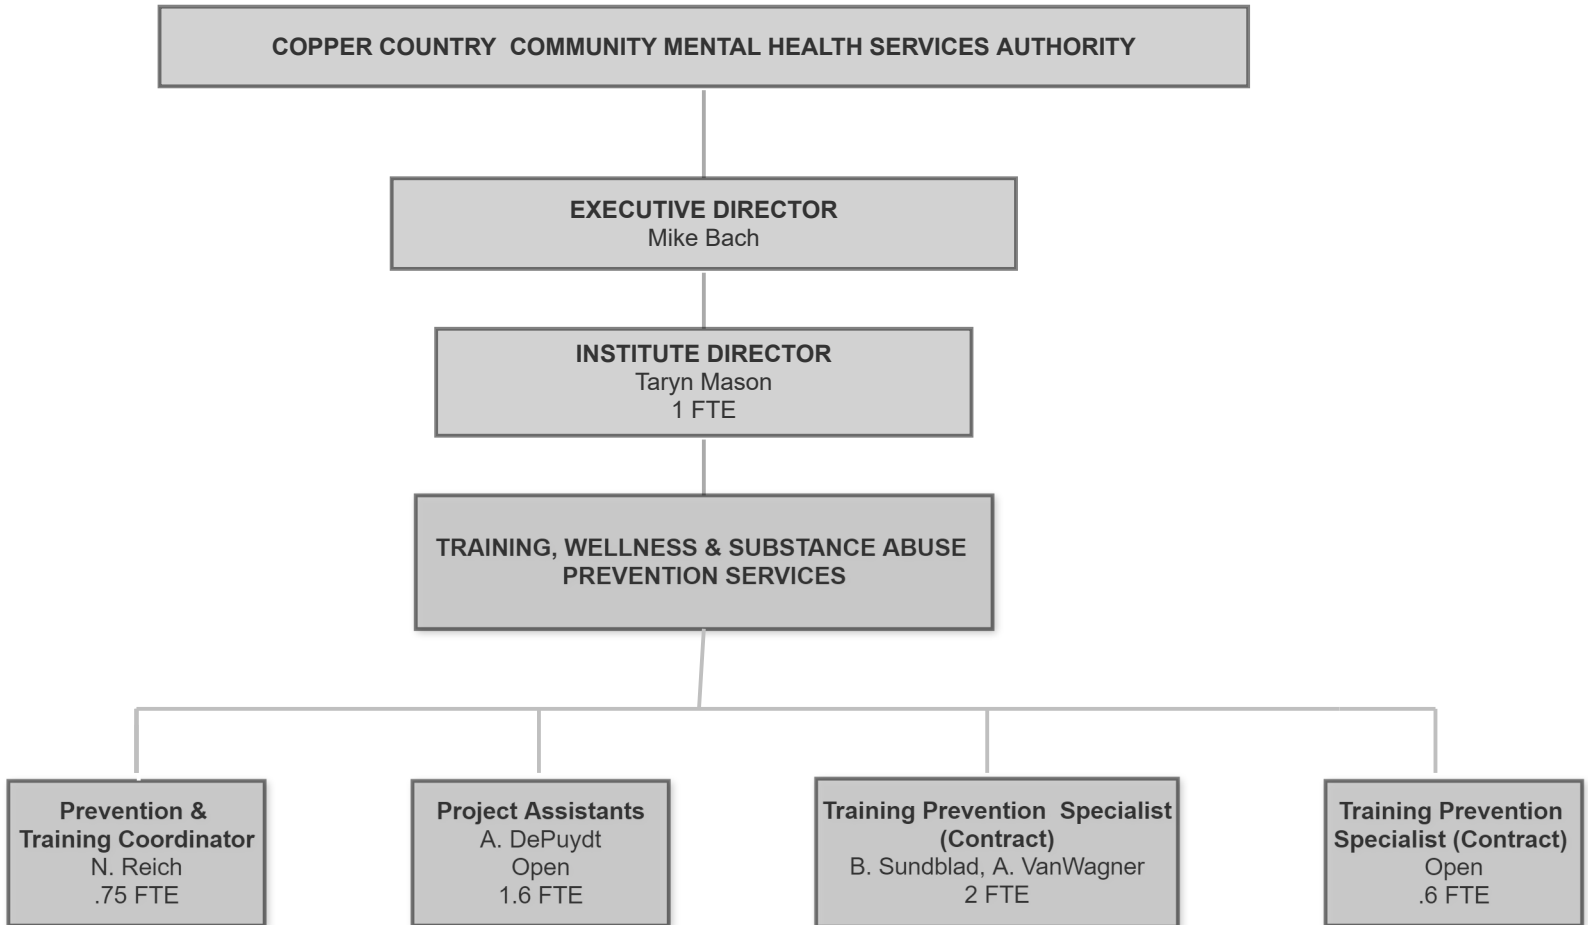 COPPER COUNTRY  COMMUNITY MENTAL HEALTH SERVICES AUTHORITY
EXECUTIVE DIRECTOR
Mike Bach
INSTITUTE DIRECTOR
Taryn Mason
1 FTE
TRAINING, WELLNESS & SUBSTANCE ABUSE
PREVENTION SERVICES
Prevention &
Training Coordinator
N. Reich
.75 FTE
Project Assistants
A. DePuydt
Open
1.6 FTE
Training Prevention  Specialist
(Contract)
B. Sundblad, A. VanWagner
2 FTE
Training Prevention
Specialist (Contract)
Open
.6 FTE